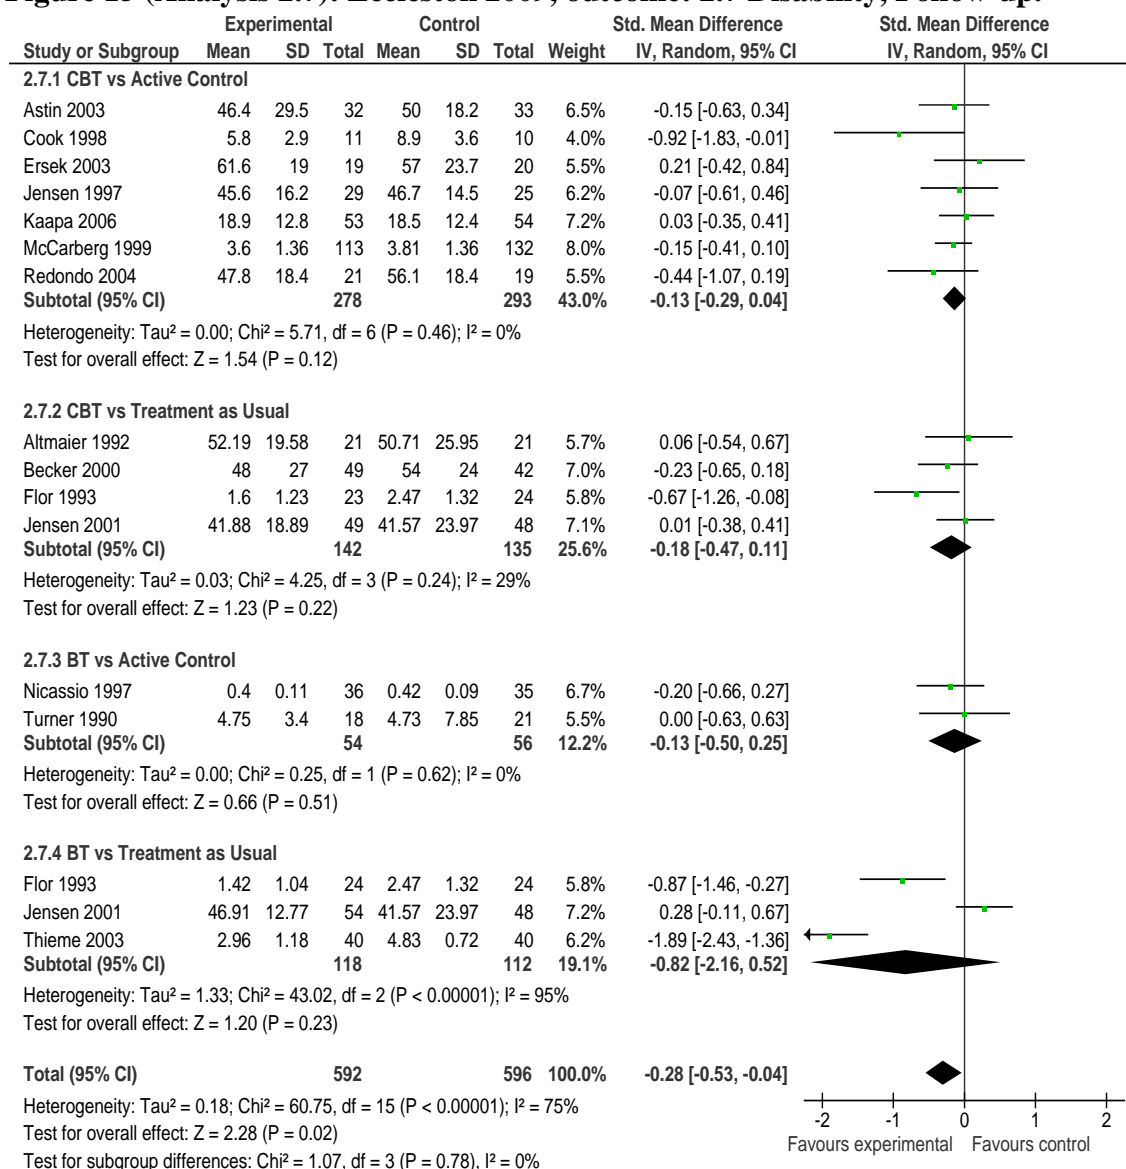 Figure 13 (Analysis 2.7): Eccleston 2009, outcome: 2.7 Disability, Follow-up.
Experimental Control Std. Mean Difference Std. Mean Difference
Study or Subgroup Mean SD Total Mean SD Total Weight IV, Random, 95% CI IV, Random, 95% CI
2.7.1 CBT vs Active Control
Astin 2003 46.4 29.5 32 50 18.2 33 6.5% -0.15 [-0.63, 0.34]
Cook 1998 5.8 2.9 11 8.9 3.6 10 4.0% -0.92 [-1.83, -0.01]
Ersek 2003 61.6 19 19 57 23.7 20 5.5% 0.21 [-0.42, 0.84]
Jensen 1997 45.6 16.2 29 46.7 14.5 25 6.2% -0.07 [-0.61, 0.46]
Kaapa 2006 18.9 12.8 53 18.5 12.4 54 7.2% 0.03 [-0.35, 0.41]
McCarberg 1999 3.6 1.36 113 3.81 1.36 132 8.0% -0.15 [-0.41, 0.10]
Redondo 2004 47.8 18.4 21 56.1 18.4 19 5.5% -0.44 [-1.07, 0.19]
Subtotal (95% CI) 278 293 43.0% -0.13 [-0.29, 0.04]
Heterogeneity: Tau² = 0.00; Chi² = 5.71, df = 6 (P = 0.46); I² = 0%
Test for overall effect: Z = 1.54 (P = 0.12)
2.7.2 CBT vs Treatment as Usual
Altmaier 1992 52.19 19.58 21 50.71 25.95 21 5.7% 0.06 [-0.54, 0.67]
Becker 2000 48 27 49 54 24 42 7.0% -0.23 [-0.65, 0.18]
Flor 1993 1.6 1.23 23 2.47 1.32 24 5.8% -0.67 [-1.26, -0.08]
Jensen 2001 41.88 18.89 49 41.57 23.97 48 7.1% 0.01 [-0.38, 0.41]
Subtotal (95% CI) 142 135 25.6% -0.18 [-0.47, 0.11]
Heterogeneity: Tau² = 0.03; Chi² = 4.25, df = 3 (P = 0.24); I² = 29%
Test for overall effect: Z = 1.23 (P = 0.22)
2.7.3 BT vs Active Control
Nicassio 1997 0.4 0.11 36 0.42 0.09 35 6.7% -0.20 [-0.66, 0.27]
Turner 1990 4.75 3.4 18 4.73 7.85 21 5.5% 0.00 [-0.63, 0.63]
Subtotal (95% CI) 54 56 12.2% -0.13 [-0.50, 0.25]
Heterogeneity: Tau² = 0.00; Chi² = 0.25, df = 1 (P = 0.62); I² = 0%
Test for overall effect: Z = 0.66 (P = 0.51)
2.7.4 BT vs Treatment as Usual
Flor 1993 1.42 1.04 24 2.47 1.32 24 5.8% -0.87 [-1.46, -0.27]
Jensen 2001 46.91 12.77 54 41.57 23.97 48 7.2% 0.28 [-0.11, 0.67]
Thieme 2003 2.96 1.18 40 4.83 0.72 40 6.2% -1.89 [-2.43, -1.36]
Subtotal (95% CI) 118 112 19.1% -0.82 [-2.16, 0.52]
Heterogeneity: Tau² = 1.33; Chi² = 43.02, df = 2 (P < 0.00001); I² = 95%
Test for overall effect: Z = 1.20 (P = 0.23)
Total (95% CI) 592 596 100.0% -0.28 [-0.53, -0.04]
Heterogeneity: Tau² = 0.18; Chi² = 60.75, df = 15 (P < 0.00001); I² = 75%
Test for overall effect: Z = 2.28 (P = 0.02)
Test for subgroup differences: Chi² = 1.07, df = 3 (P = 0.78), I² = 0%
-2 -1 0 1 2
Favours experimental Favours control